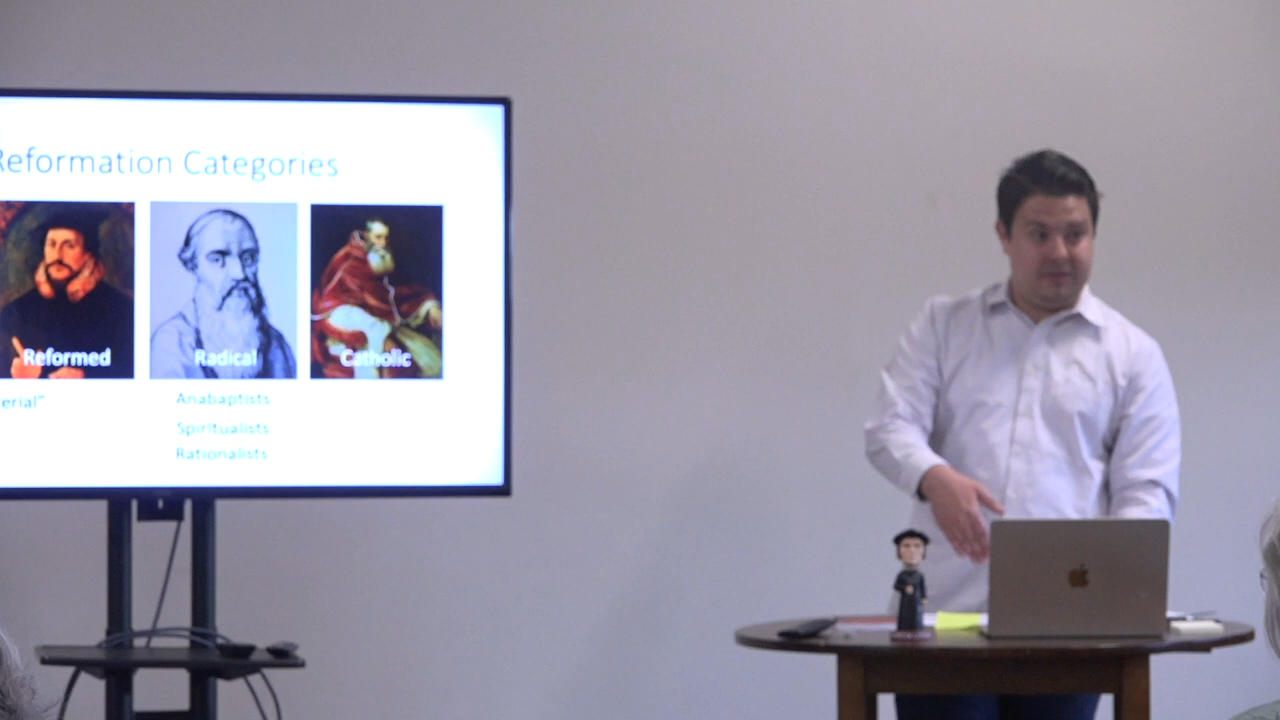 Reformation Categories
Reformed
Radical
Catholic
erial"
Anabaptists
Spiritualists
Rationalists